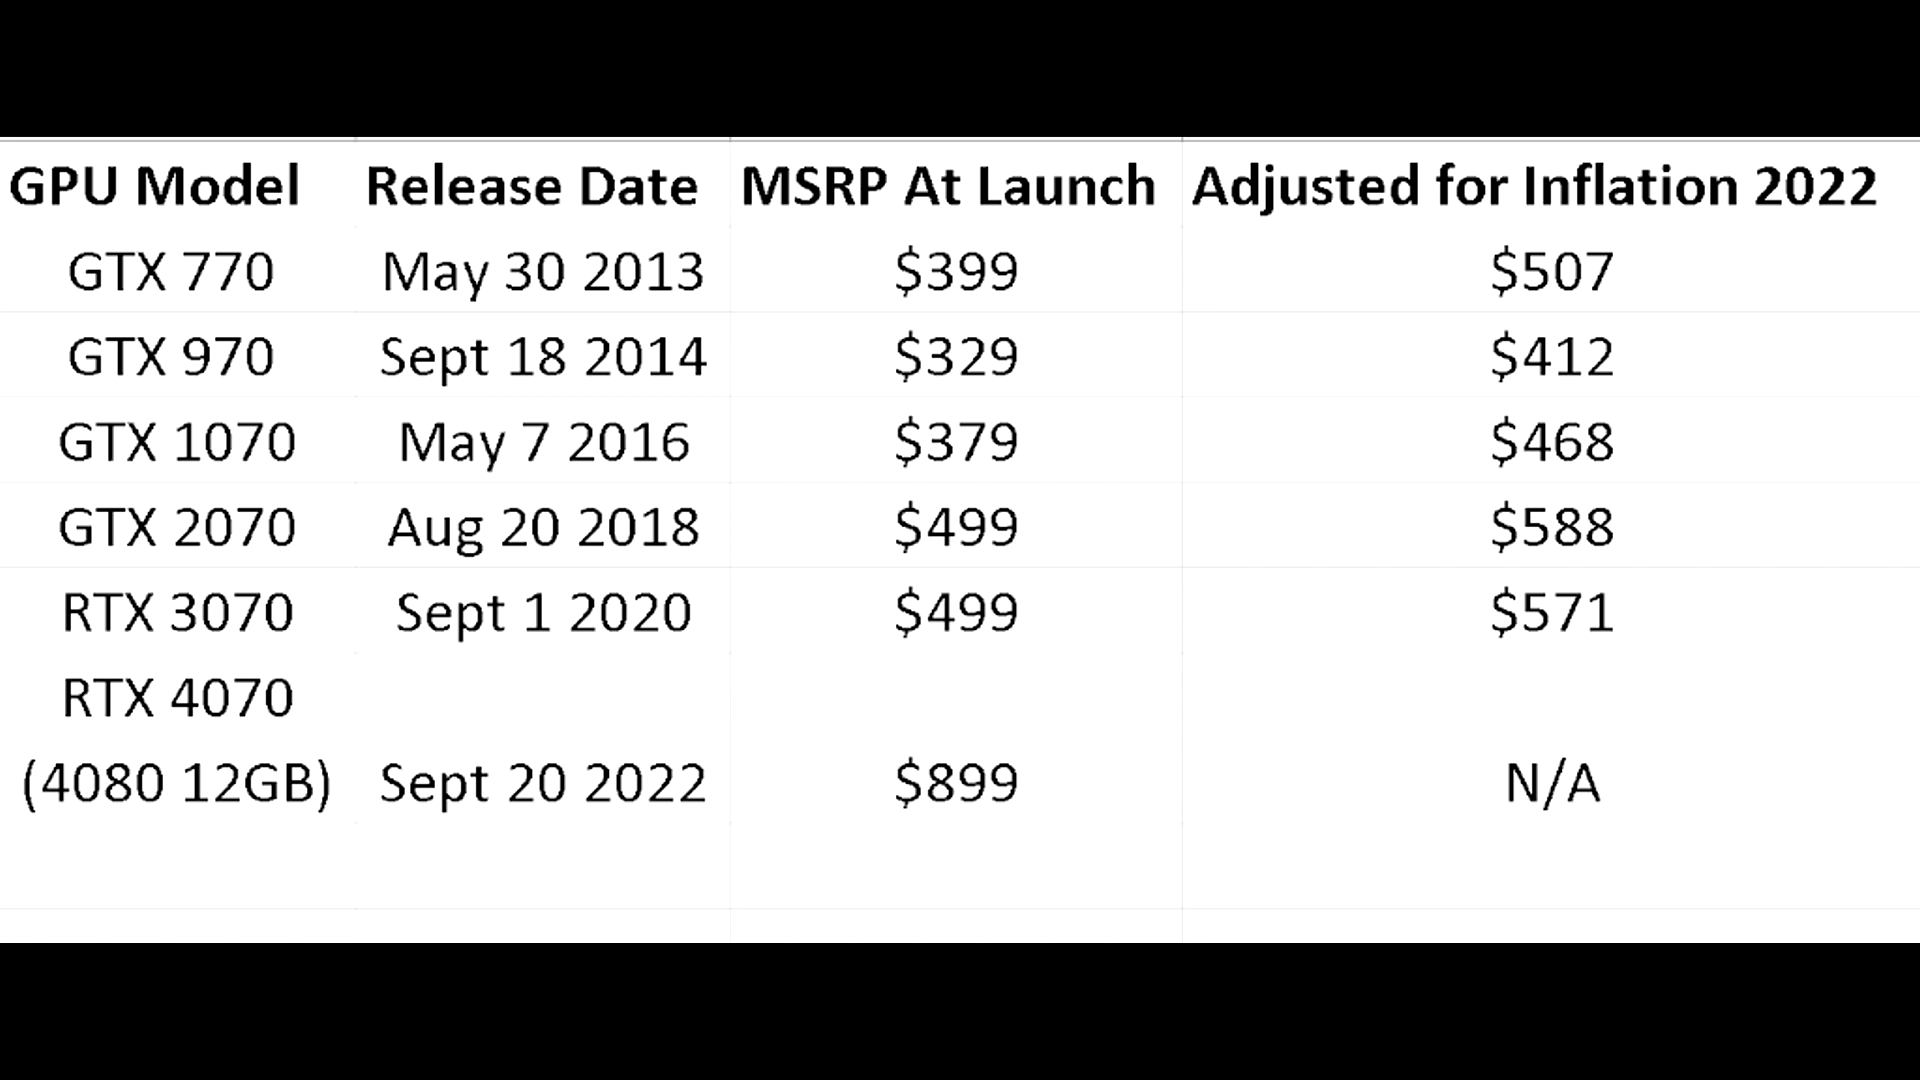 GPU Model Release Date MSRP At Launch Adjusted for Inflation 2022
GTX 770 May 30 2013 $399 $507
GTX 970 Sept 18 2014 $329 $412
GTX 1070 May 7 2016 $379 $468
GTX 2070 Aug 20 2018 $499 $588
RTX 3070 Sept 1 2020 $499 $571
RTX 4070
(4080 12GB) Sept 20 2022 $899 N/A